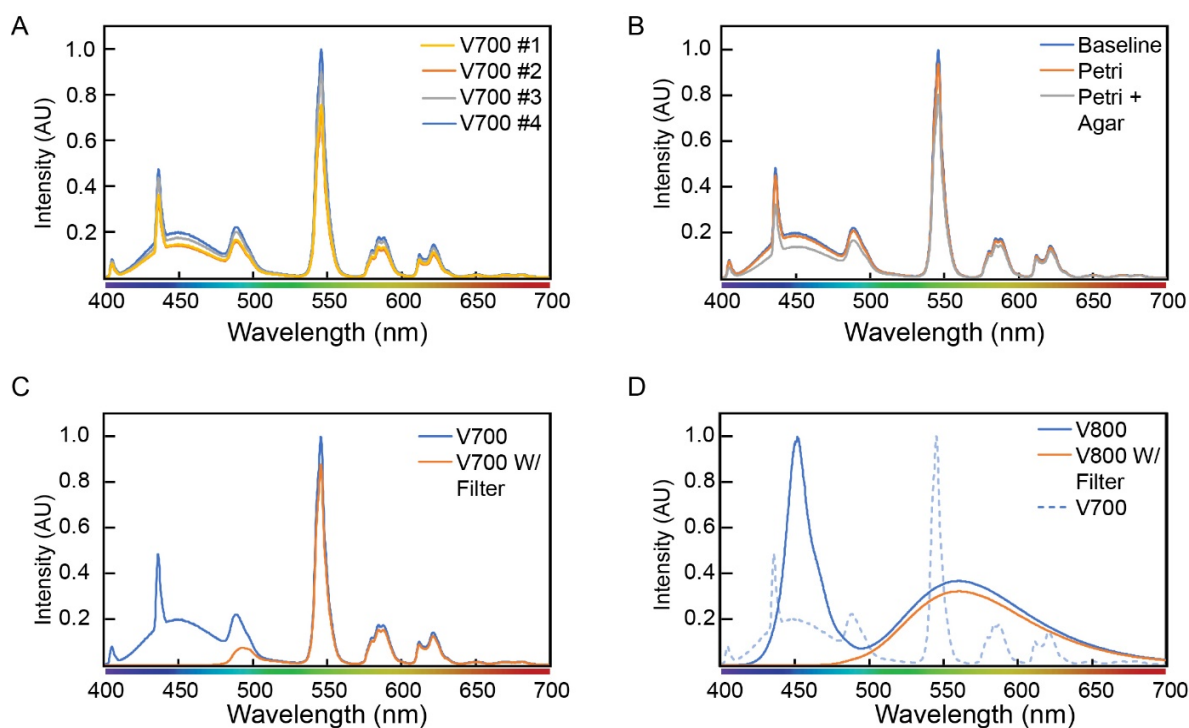 A
V700 #1
V700 #2
V700 #3
V700 #4
Intensity (AU)
1.0
0.8
0.6
0.4
0.2
400 450 500 550 600 650 700
Wavelength (nm)
B
Baseline
Petri
Petri +
Agar
Intensity (AU)
1.0
0.8
0.6
0.4
0.2
400 450 500 550 600 650 700
Wavelength (nm)
C
V700
V700 W/
Filter
Intensity (AU)
1.0
0.8
0.6
0.4
0.2
400 450 500 550 600 650 700
Wavelength (nm)
D
V800
V800 W/
Filter
V700
Intensity (AU)
1.0
0.8
0.6
0.4
0.2
400 450 500 550 600 650 700
Wavelength (nm)